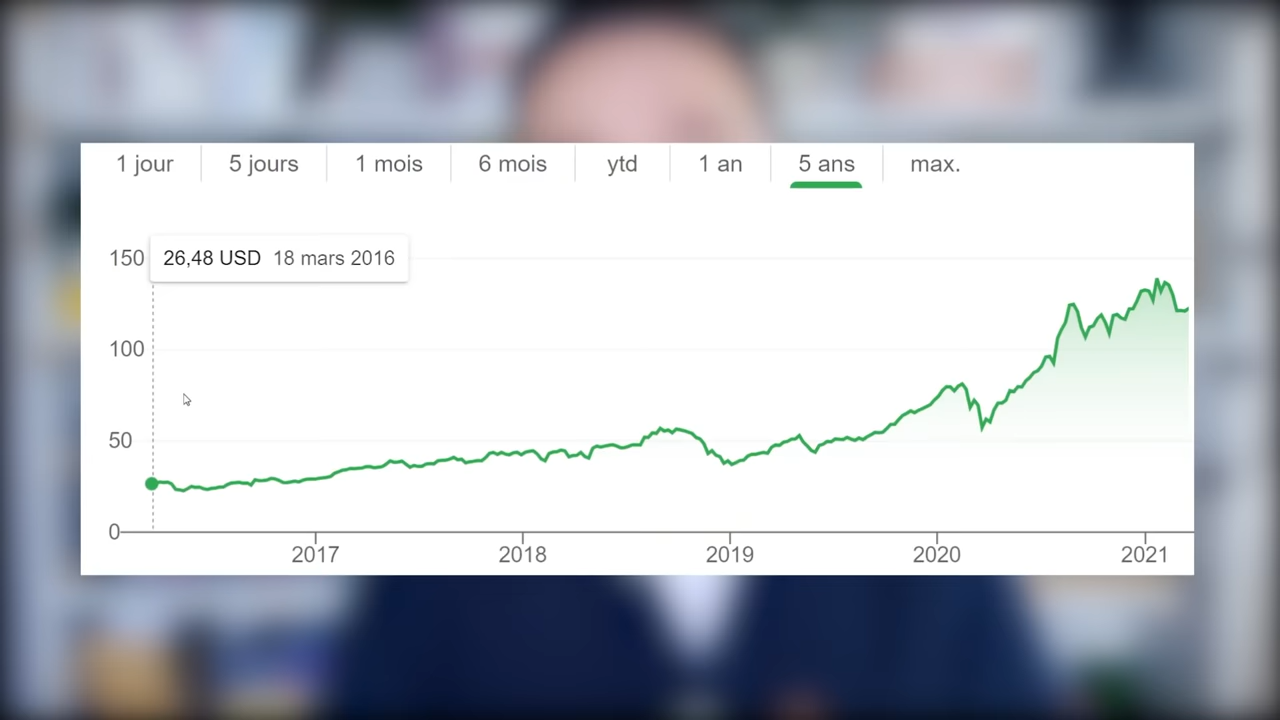 1 jour 5 jours 1 mois 6 mois ytd 1 an 5 ans max.
150
26,48 USD 18 mars 2016
100
50
0
2017 2018 2019 2020 2021